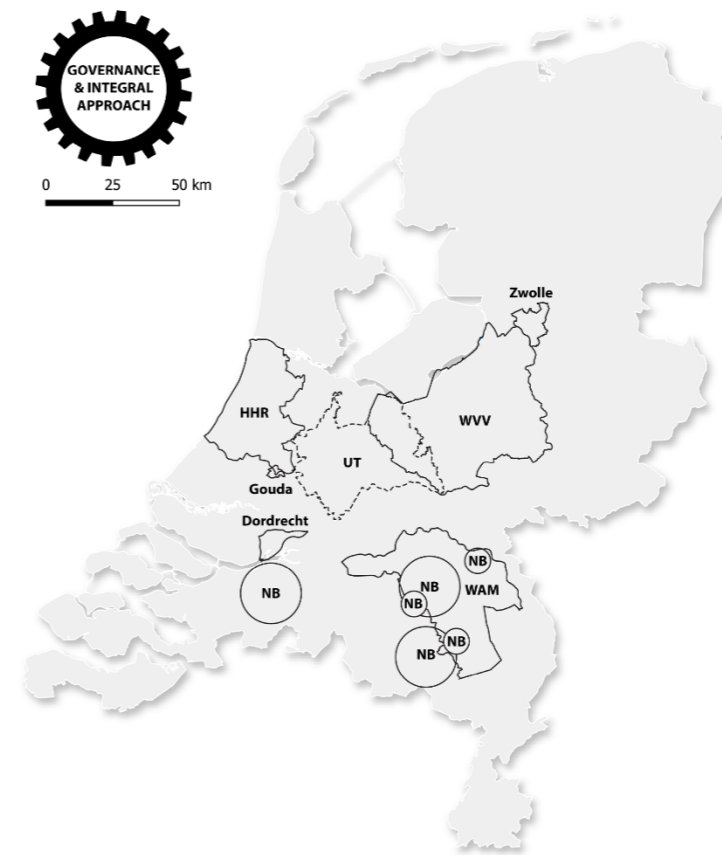 GOVERNANCE
& INTEGRAL
APPROACH
0 25 50 km
Zwolle
HHR
WVV
UT
Gouda
Dordrecht
NB
NB
NB
WAM
NB
NB
NB